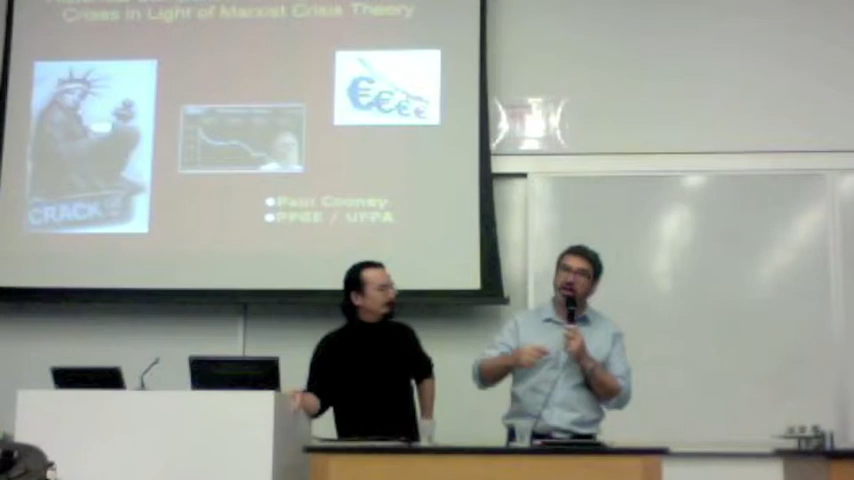 Crises in Light of Marxist Crisis Theory
CRACK
€€€€
Paul Cooney
PPGE / UFPA